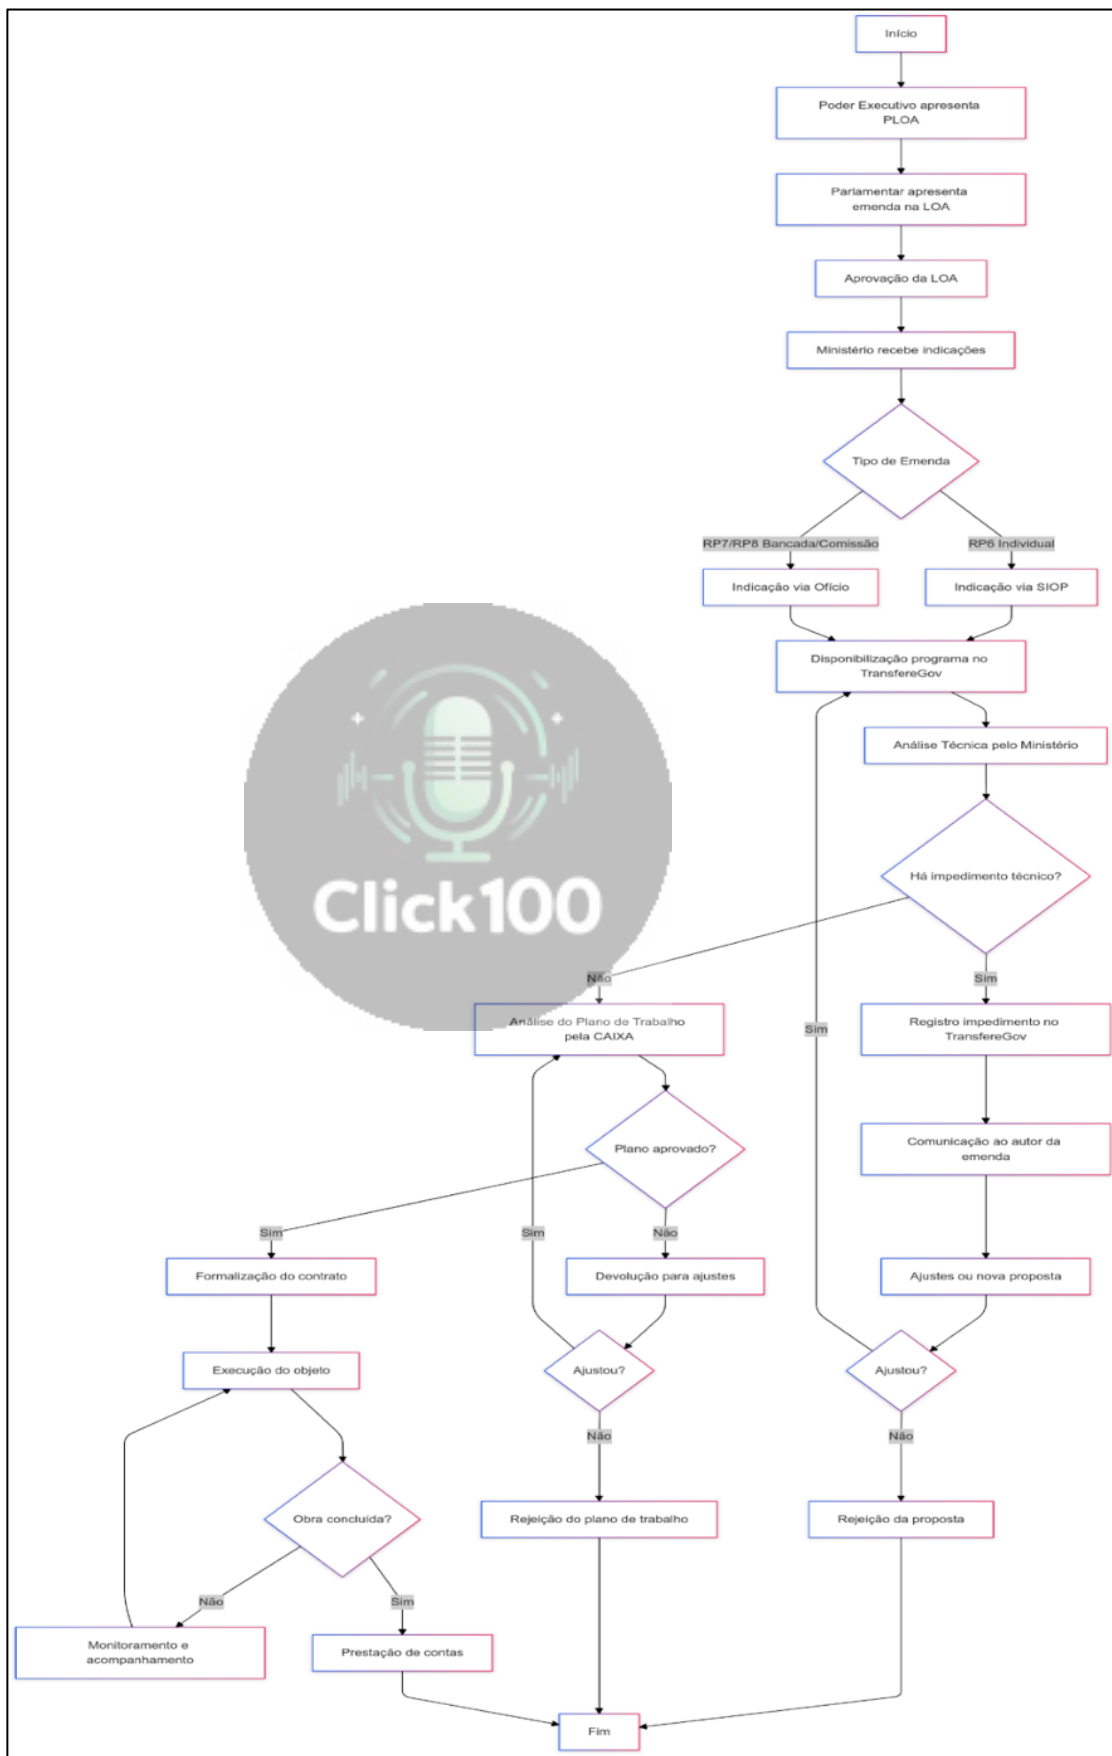 Início
Poder Executivo apresenta
PLOA
Parlamentar apresenta
emenda na LOA
Aprovação da LOA
Ministério recebe indicações
Tipo de Emenda
RP7/RP8 Bancada/Comissão
RP6 Individual
Indicação via Ofício
Indicação via SIOP
Disponibilização programa no
TransfereGov
Análise Técnica pelo Ministério
Há impedimento técnico?
Click100
Não
Sim
Análise do Plano de Trabalho
pela CAIXA
Sim
Registro impedimento no
TransfereGov
Plano aprovado?
Comunicação ao autor da
emenda
Sim
Sim
Não
Formalização do contrato
Devolução para ajustes
Ajustes ou nova proposta
Execução do objeto
Ajustou?
Ajustou?
Não
Não
Obra concluída?
Rejeição do plano de trabalho
Rejeição da proposta
Não
Sim
Monitoramento e
acompanhamento
Prestação de contas
Fim